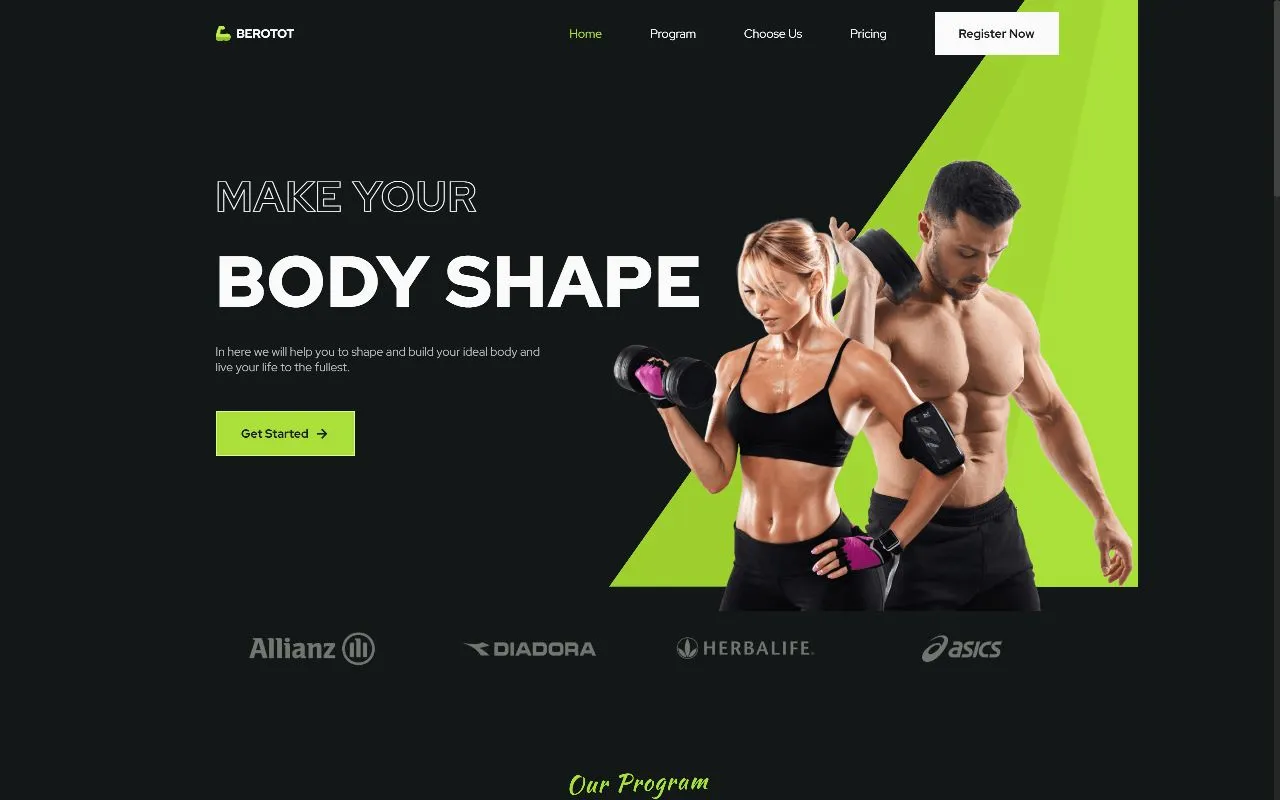 BEROTOT
Home
Program
Choose Us
Pricing
Register Now
MAKE YOUR
BODY SHAPE
In here we will help you to shape and build your ideal body and
live your life to the fullest.
Get Started
Allianz
DIADORA
HERBALIFE
asics
Our Program